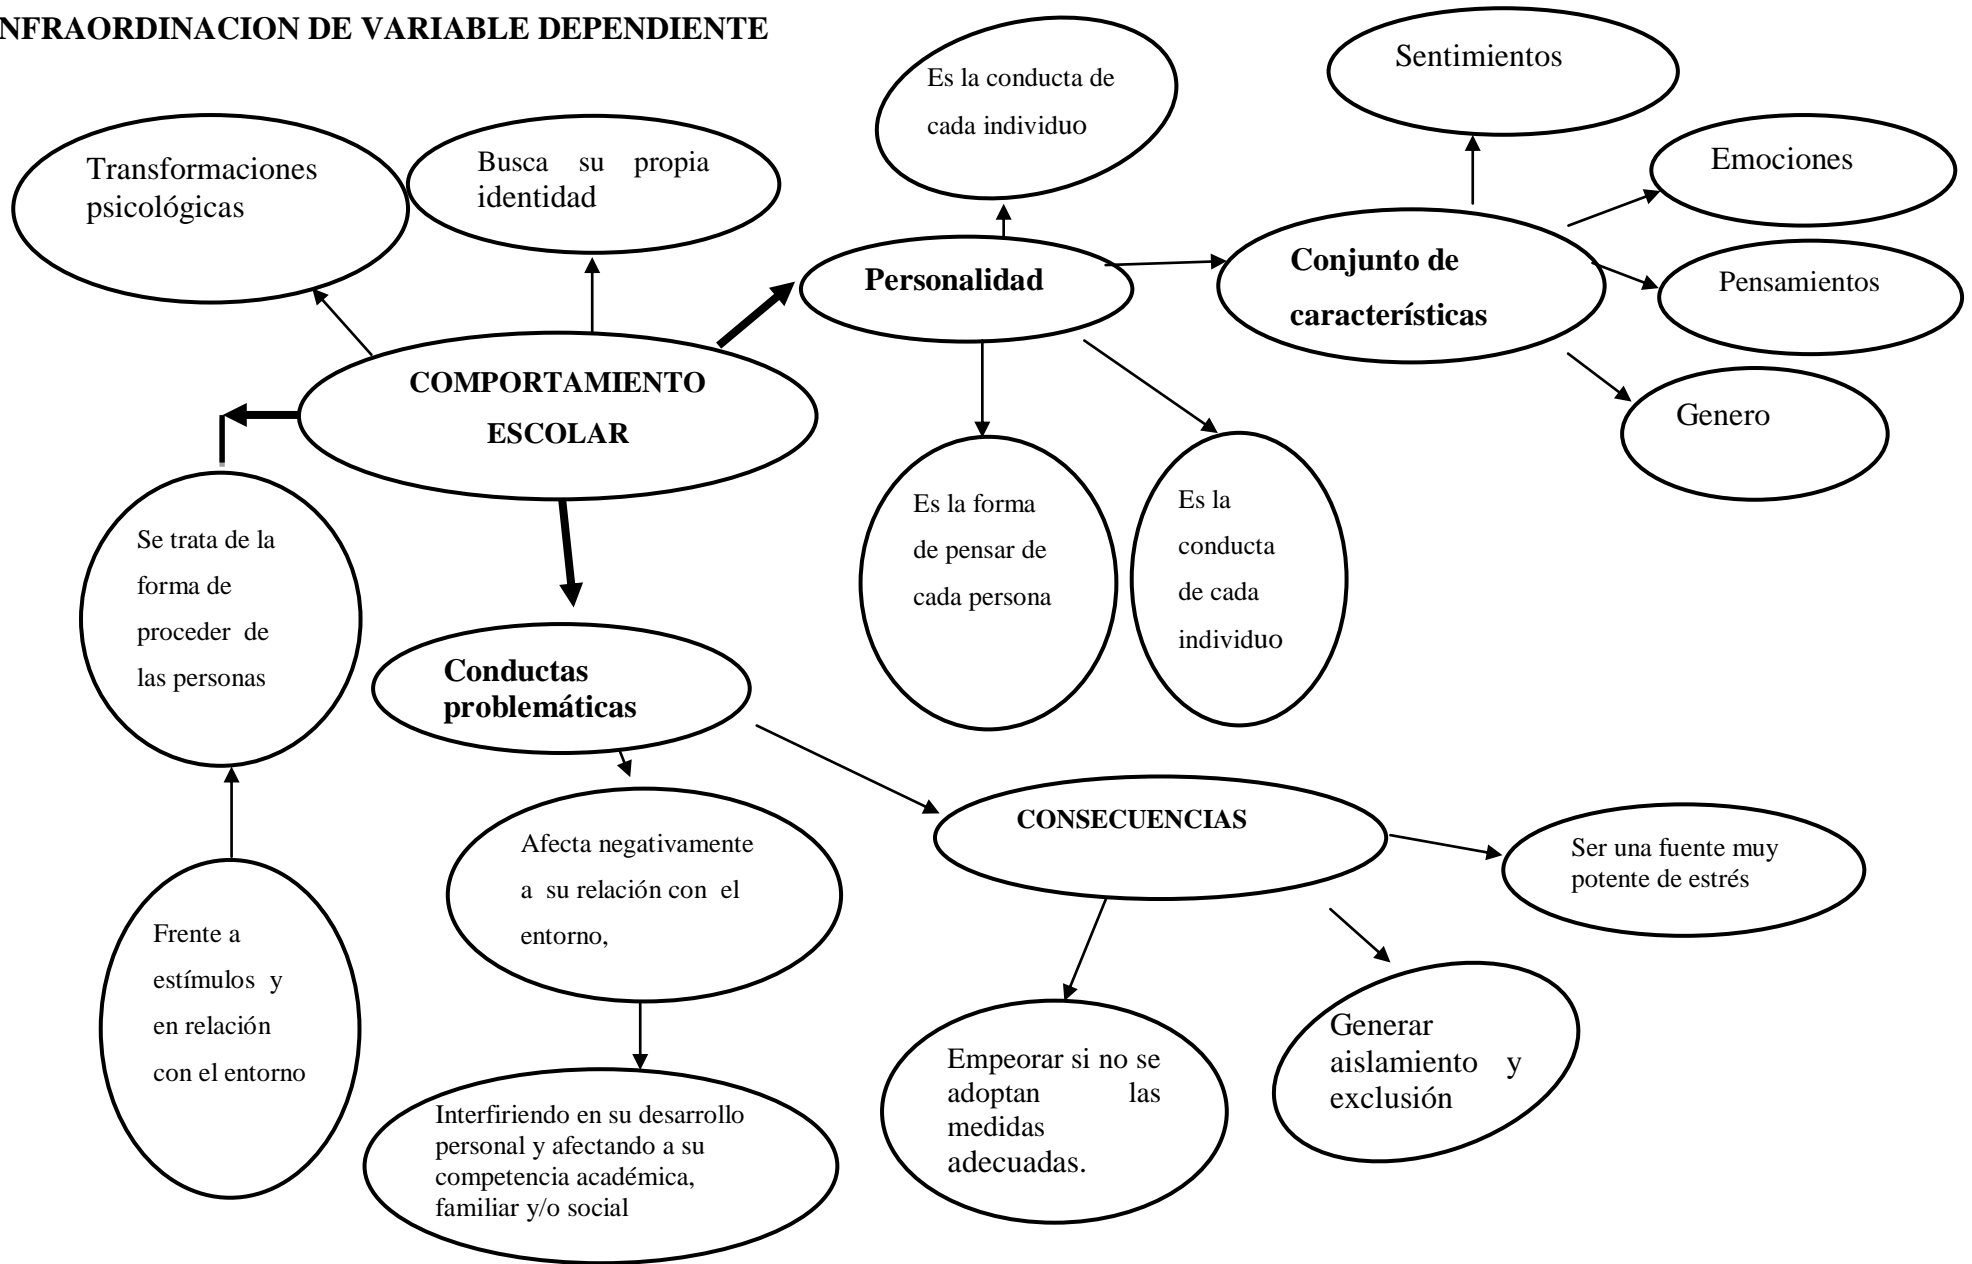 NFRAORDINACION DE VARIABLE DEPENDIENTE
Sentimientos
Es la conducta de
cada individuo
Transformaciones
psicológicas
Busca su propia
identidad
Emociones
Personalidad
Conjunto de
características
Pensamientos
COMPORTAMIENTO
ESCOLAR
Genero
Se trata de la
forma de
proceder de
las personas
Es la forma
de pensar de
cada persona
Es la
conducta
de cada
individuo
Conductas
problemáticas
CONSECUENCIAS
Afecta negativamente
a su relación con el
entorno,
Ser una fuente muy
potente de estrés
Frente a
estímulos y
en relación
con el entorno
Empeorar si no se
adoptan las
medidas
adecuadas.
Generar
aislamiento y
exclusión
Interfiriendo en su desarrollo
personal y afectando a su
competencia académica,
familiar y/o social